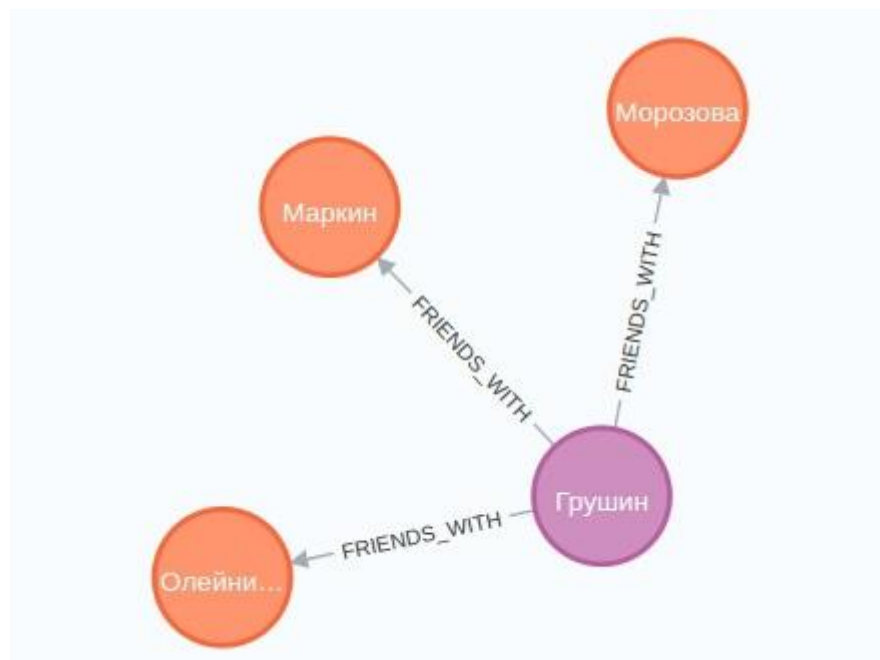 Морозова
Маркин
FRIENDS_WITH
FRIENDS_WITH
Грушин
FRIENDS_WITH
Олейни...